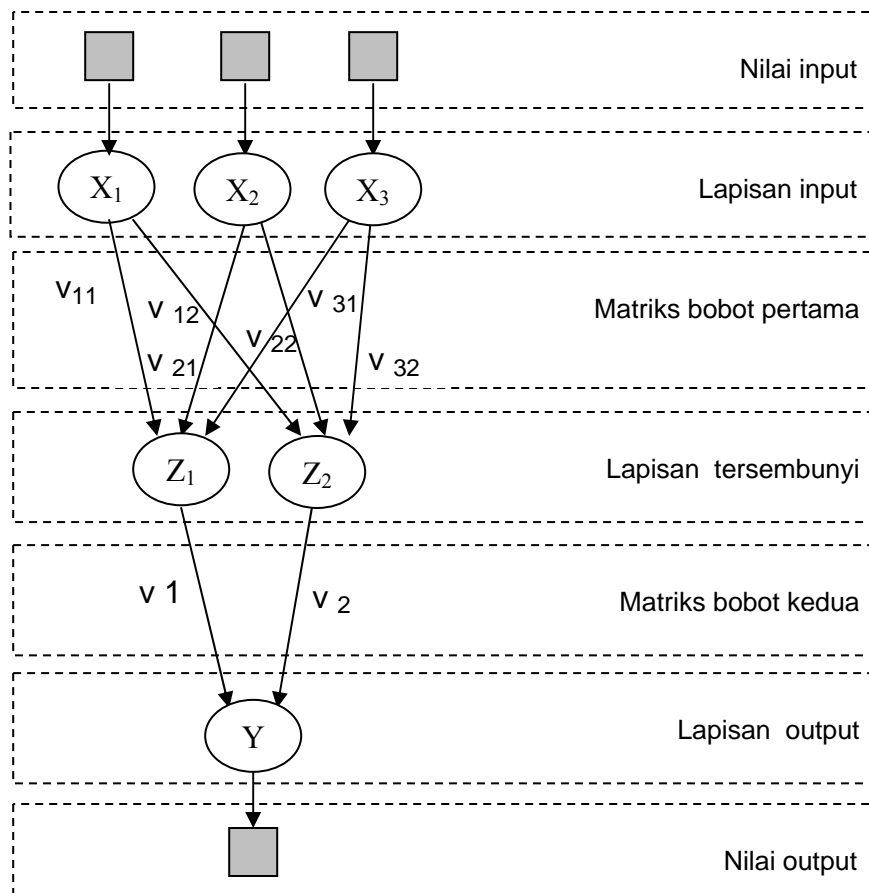 Nilai input
X₁ X₂ X₃
Lapisan input
v₁₁
v ₁₂
v ₃₁
Matriks bobot pertama
v ₂₁
v ₂₂
v ₃₂
Z₁ Z₂
Lapisan tersembunyi
v 1
v ₂
Matriks bobot kedua
Y
Lapisan output
Nilai output